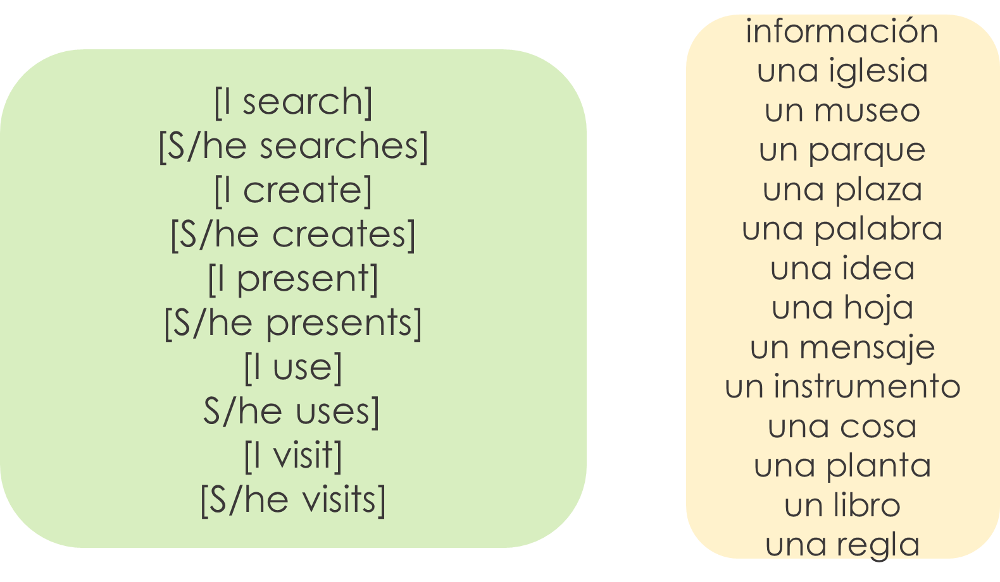 [I search]
[S/he searches]
[I create]
[S/he creates]
[I present]
[S/he presents]
[I use]
S/he uses]
[I visit]
[S/he visits]
información
una iglesia
un museo
un parque
una plaza
una palabra
una idea
una hoja
un mensaje
un instrumento
una cosa
una planta
un libro
una regla